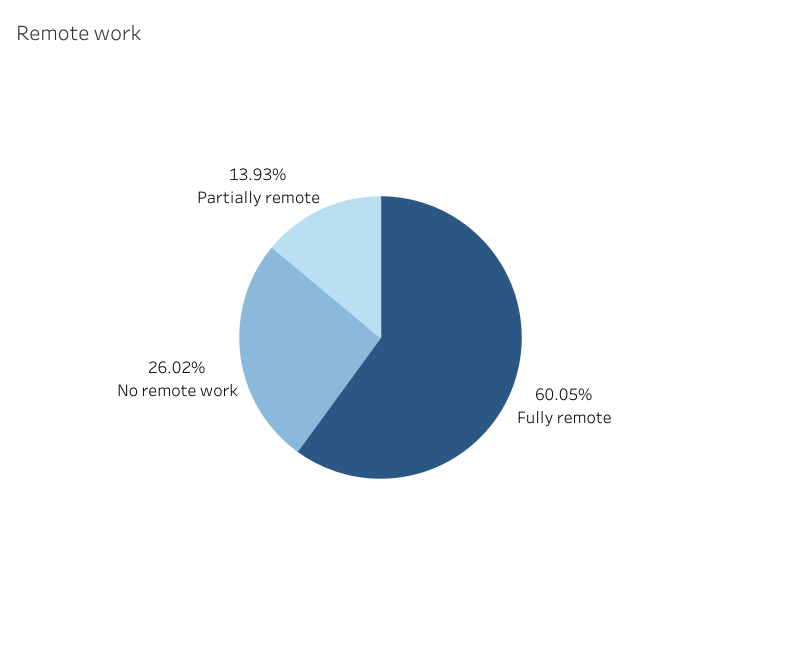 Remote work
13.93%
Partially remote
26.02%
No remote work
60.05%
Fully remote